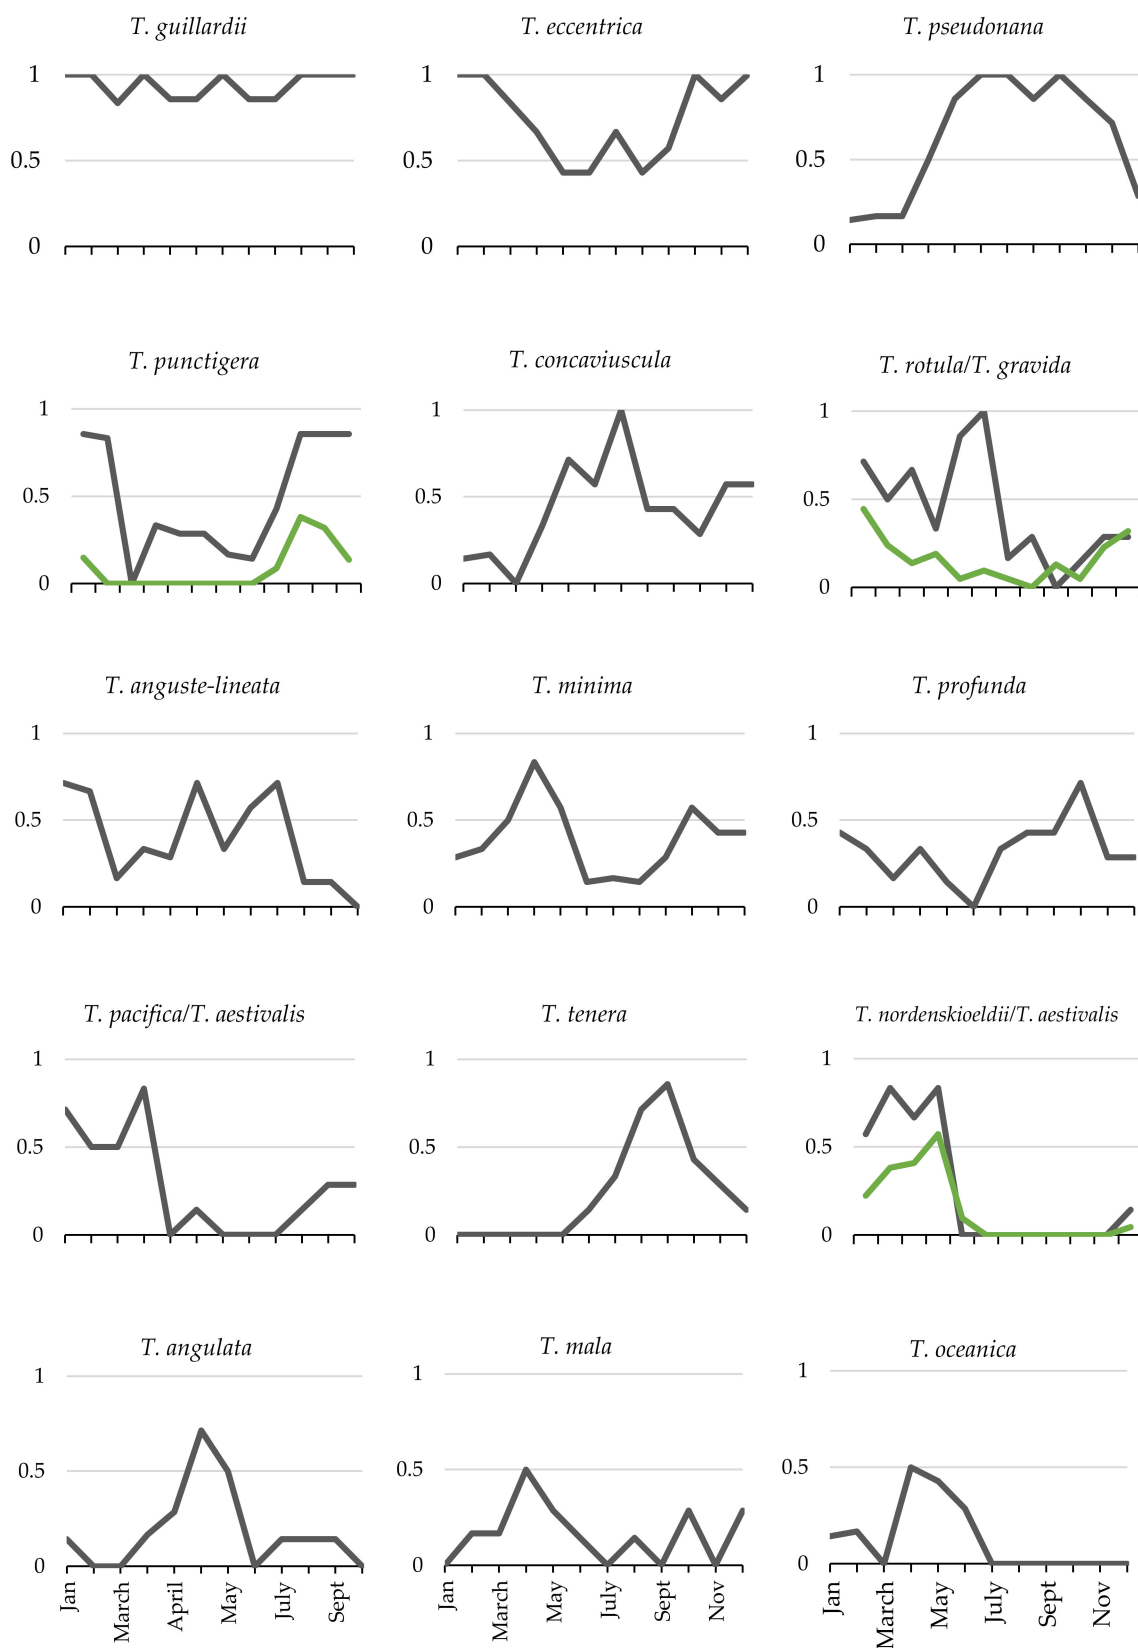 T. guillardii
T. eccentrica
T. pseudonana
1
0.5
0
1
0.5
0
1
0.5
0
T. punctigera
T. concaviuscula
T. rotula/T. gravida
1
0.5
0
1
0.5
0
1
0.5
0
T. anguste-lineata
T. minima
T. profunda
1
0.5
0
1
0.5
0
1
0.5
0
T. pacifica/T. aestivalis
T. tenera
T. nordenskioeldii/T. aestivalis
1
0.5
0
1
0.5
0
1
0.5
0
T. angulata
T. mala
T. oceanica
1
0.5
0
Jan
March
April
May
July
Sept
1
0.5
0
Jan
March
May
July
Sept
Nov
1
0.5
0
Jan
March
May
July
Sept
Nov